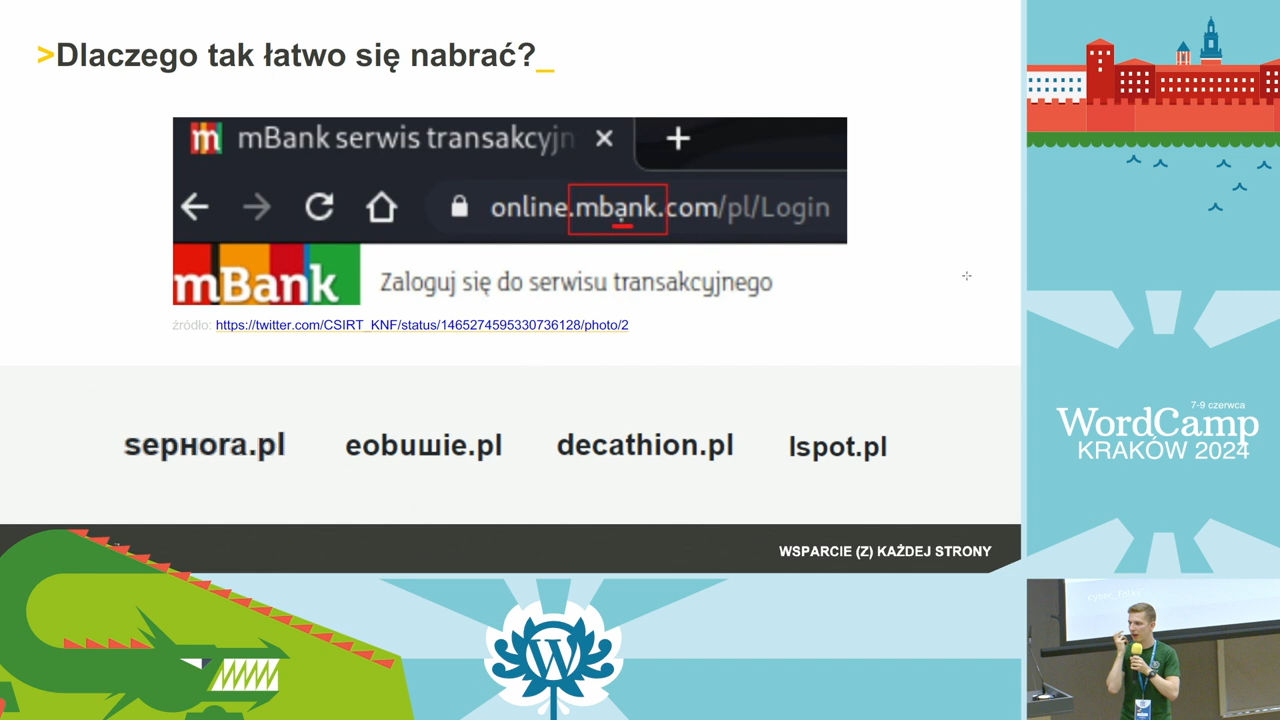 >Dlaczego tak łatwo się nabrać?_
m mBank serwis transakcyjn
online.mbạnk.com/pl/Login
mBank Zaloguj się do serwisu transakcyjnego
źródło: https://twitter.com/CSIRT_KNF/status/1465274595330736128/photo/2
sepнora.pl eobuшie.pl decathion.pl lspot.pl
WSPARCIE (Z) KAŻDEJ STRONY
7-9 czerwca
WordCamp
KRAKÓW 2024
W
cyber_folks